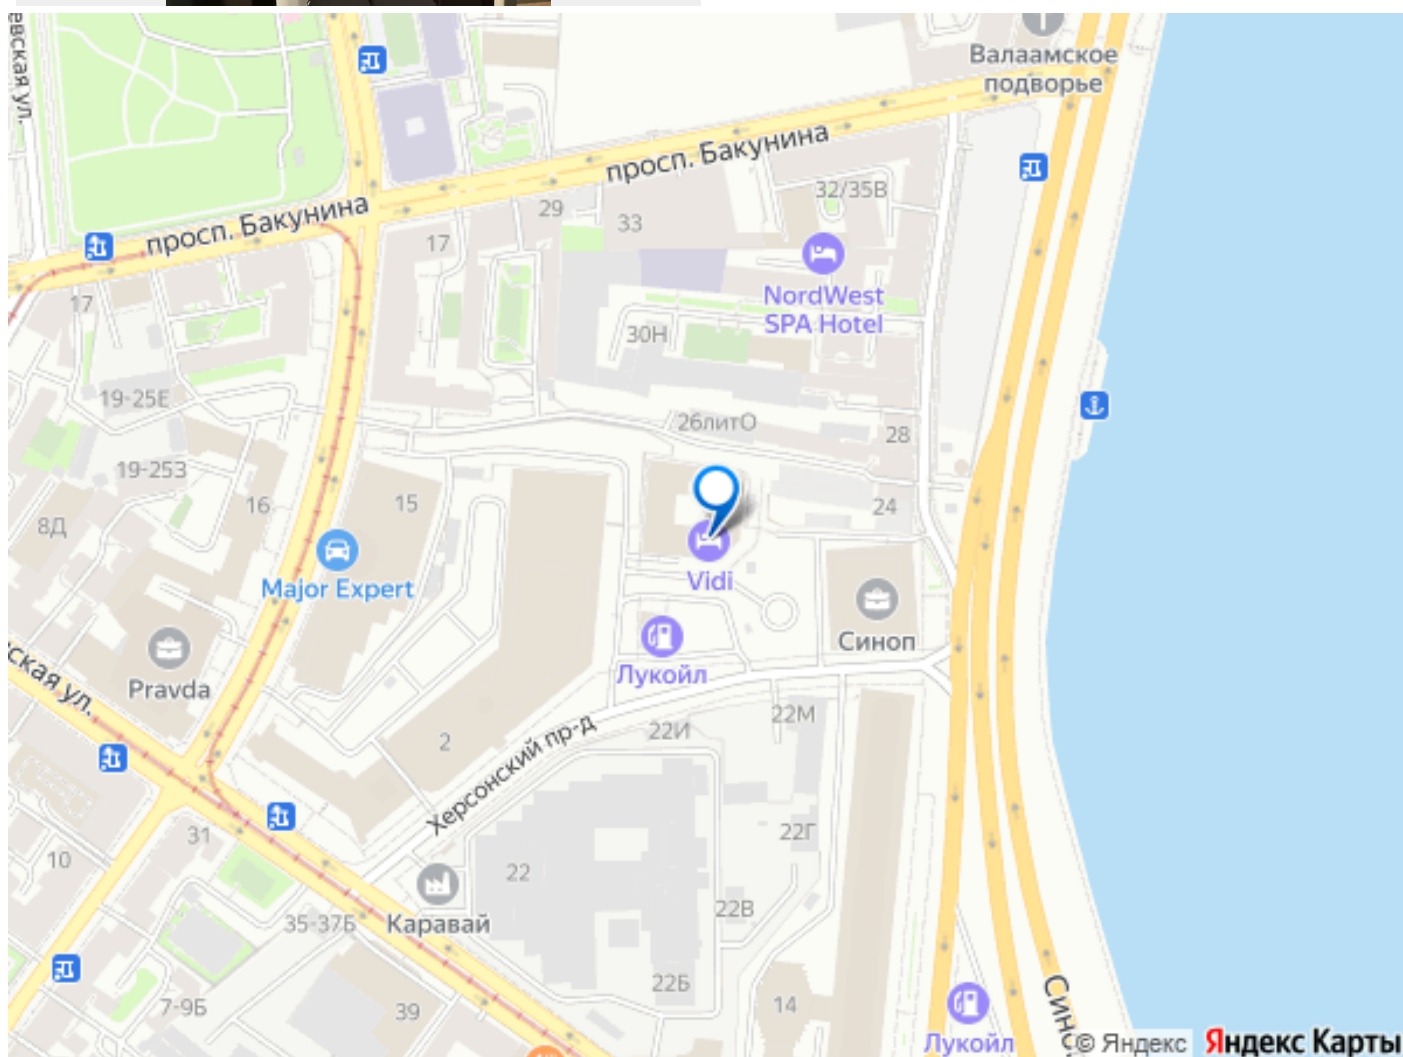 Валаамское
подворье
просп. Бакунина
32/35В
просп. Бакунина
29
33
17
NordWest
SPA Hotel
17
30Н
19-25Е
26литО
28
19-253
16
15
24
8Д
Vidi
Major Expert
Синоп
Лукойл
Pravda
ская ул.
22М
22И
2
Херсонский пр-д
22Г
31
10
22
22В
35-37Б
Каравай
22Б
7-9Б
39
14
Лукойл
© Яндекс
Яндекс Карты